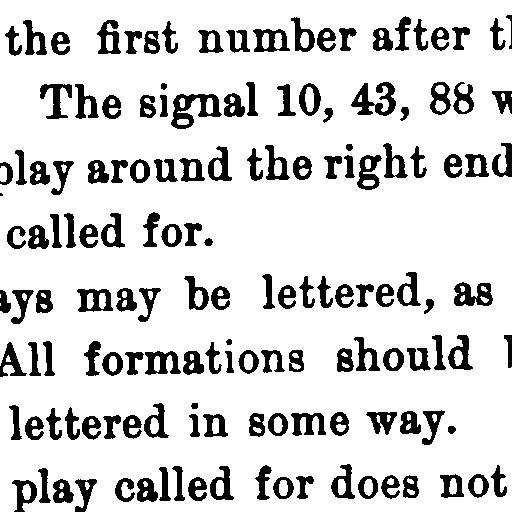 the first number after
The signal 10, 43, 88
play around the right end
called for.
ays may be lettered, as
All formations should
lettered in some way.
play called for does not